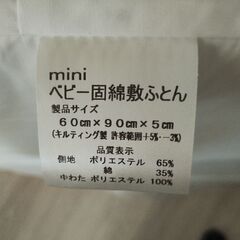 mini
ベビー固綿敷ふとん
製品サイズ
60cm×90cm×5cm
(キルティング製 許容範囲+5%・-3%)
品質表示
側地 ポリエステル 65%
綿 35%
中わた ポリエステル 100%